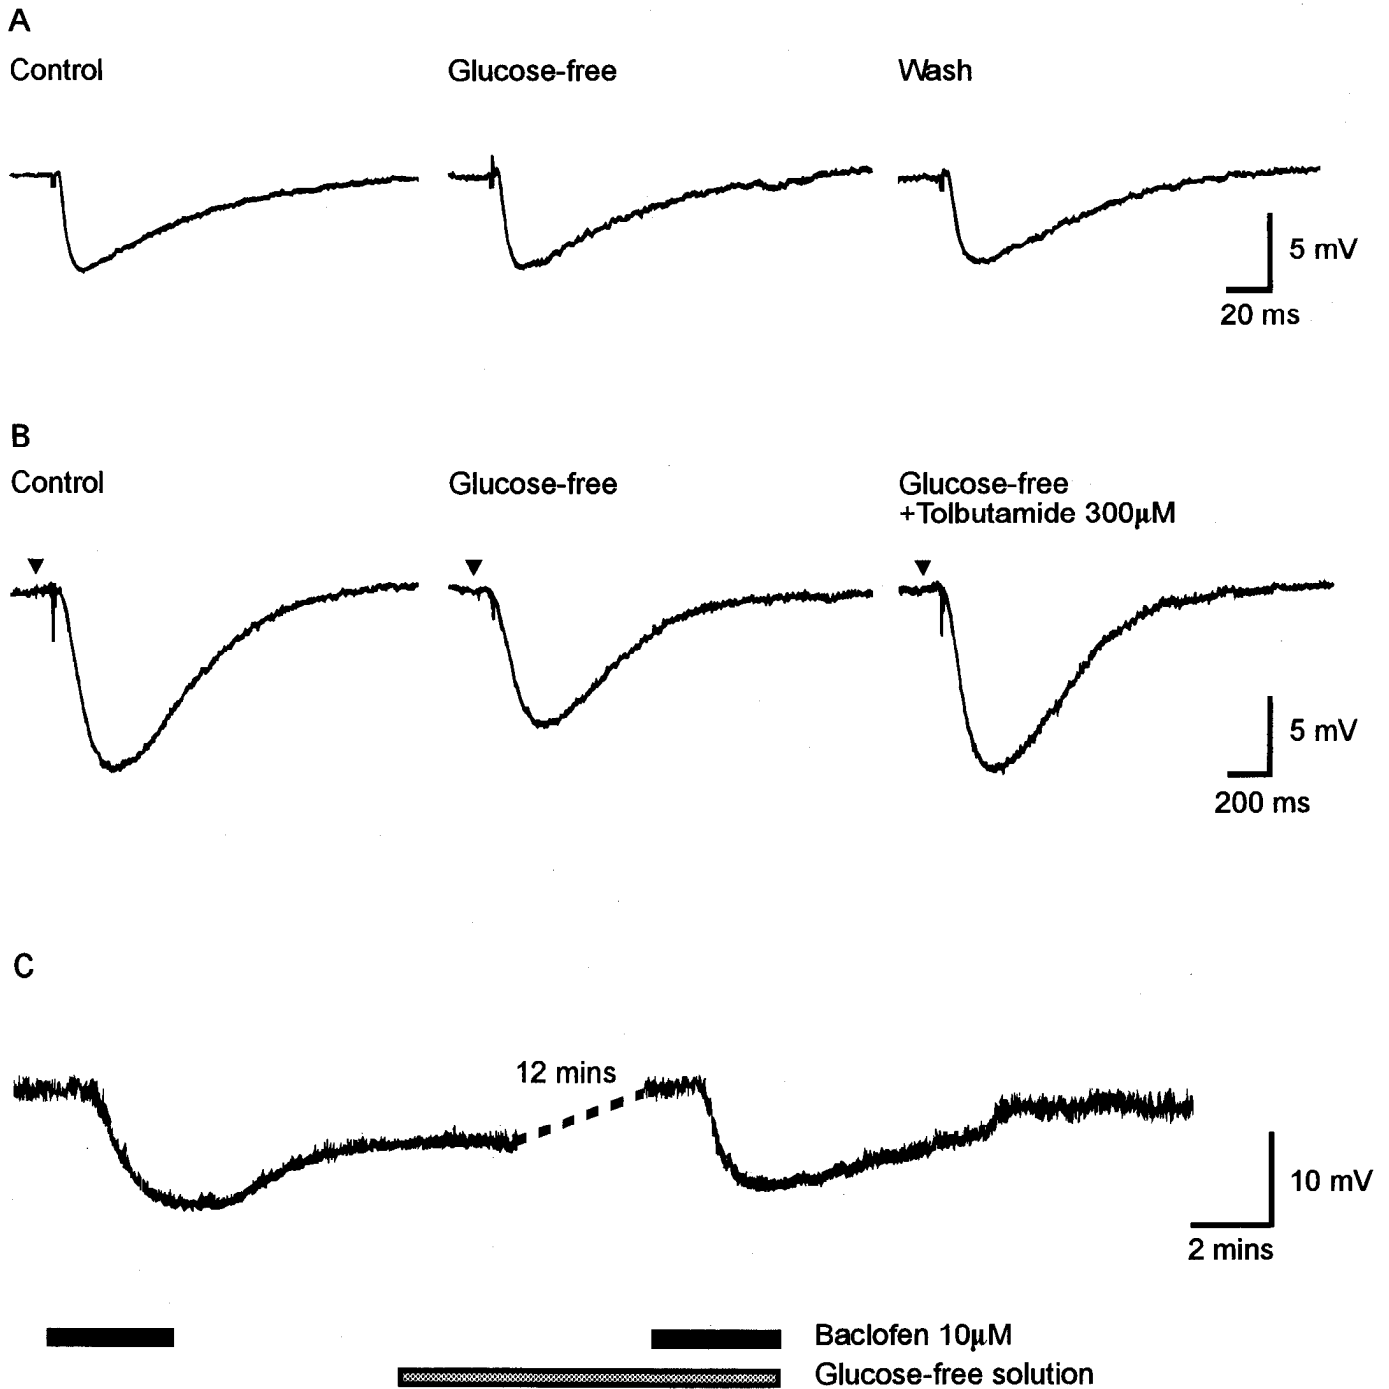 A
Control Glucose-free Wash
5 mV
20 ms
B
Control Glucose-free Glucose-free
+Tolbutamide 300μM
5 mV
200 ms
C
12 mins
10 mV
2 mins
Baclofen 10μM
Glucose-free solution